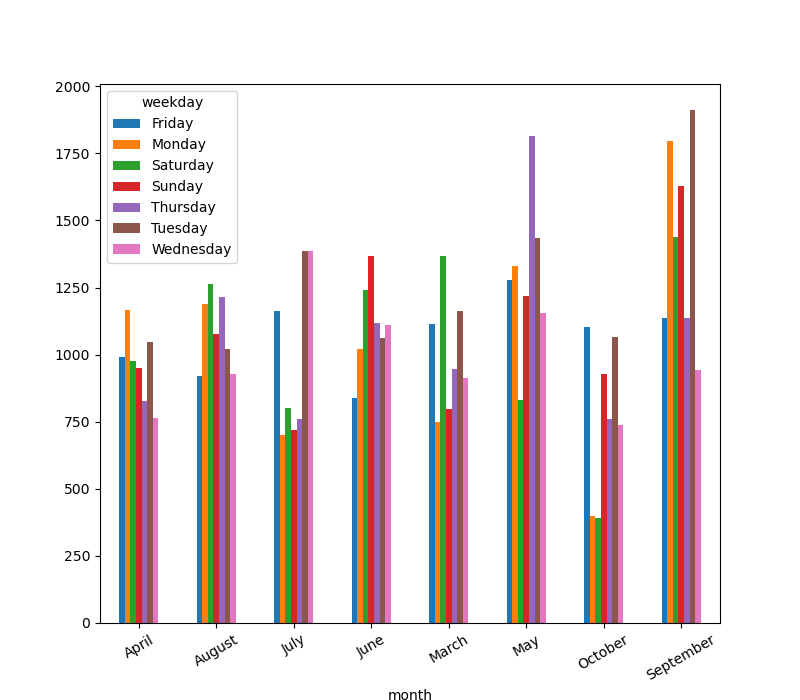 2000
1750
1500
1250
1000
750
500
250
0
weekday
Friday
Monday
Saturday
Sunday
Thursday
Tuesday
Wednesday
April
August
July
June
March
May
October
September
month